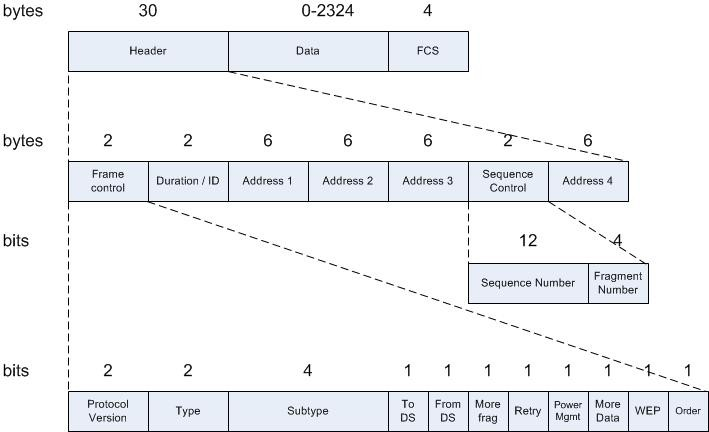 bytes 30 0-2324 4
Header Data FCS
bytes 2 2 6 6 6 2 6
Frame control Duration / ID Address 1 Address 2 Address 3 Sequence Control Address 4
bits 12 4
Sequence Number Fragment Number
bits 2 2 4 1 1 1 1 1 1 1 1
Protocol Version Type Subtype To DS From DS More frag Retry Power Mgmt More Data WEP Order